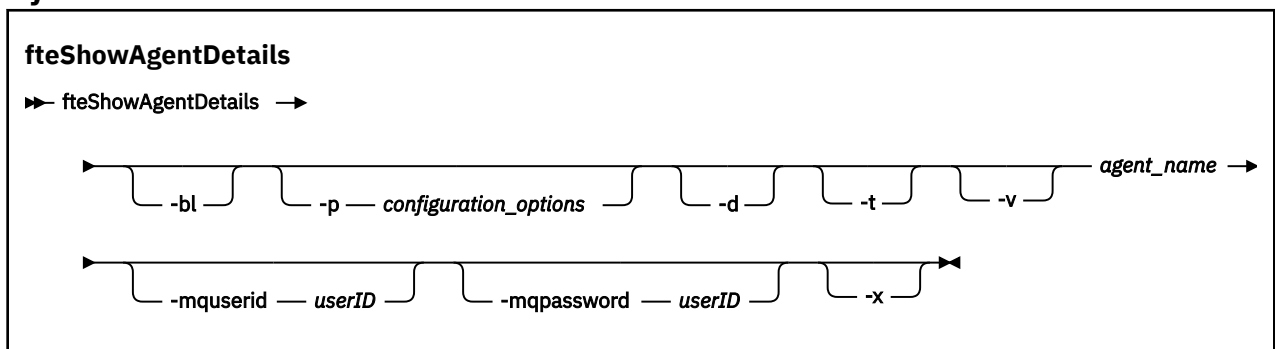 fteShowAgentDetails
fteShowAgentDetails
-bl -p configuration_options -d -t -v agent_name
-mquserid userID -mqpassword userID -x